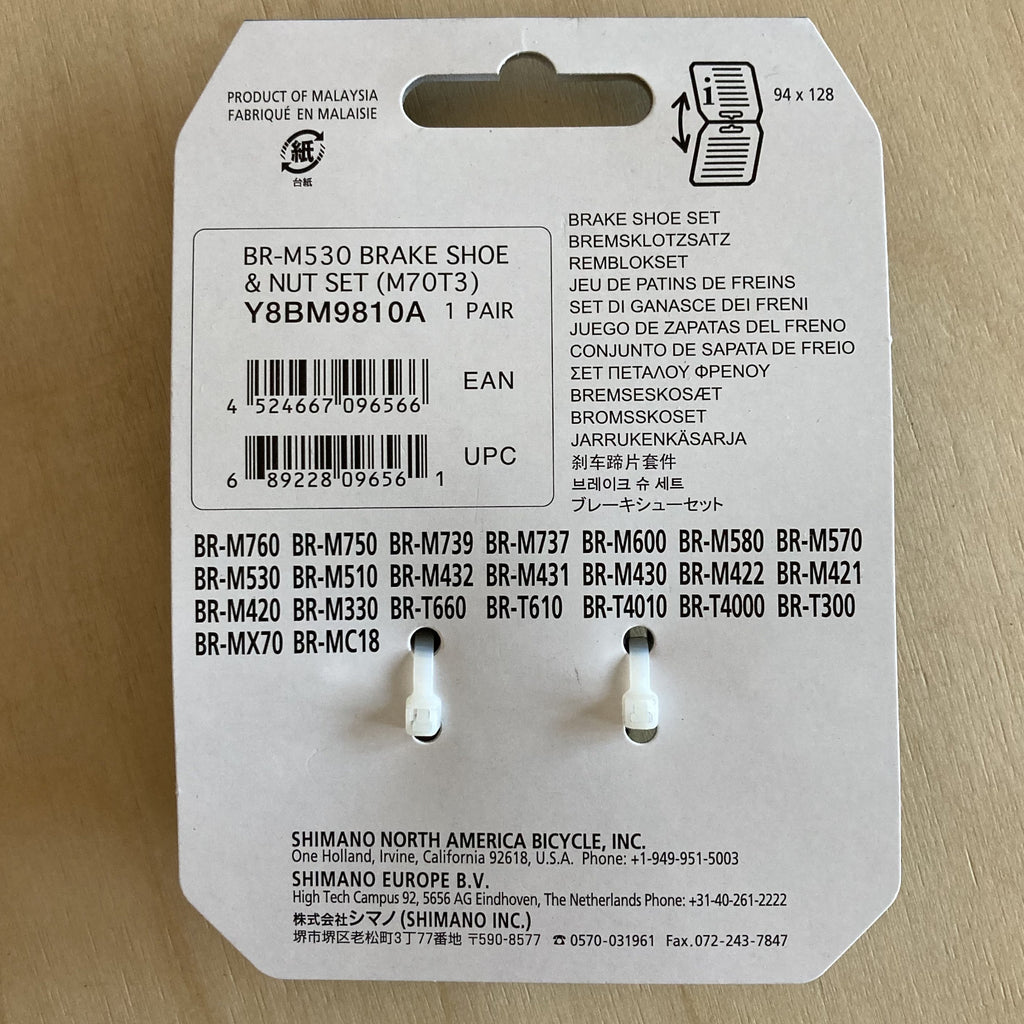 PRODUCT OF MALAYSIA
FABRIQUÉ EN MALAISIE
紙
台紙
i
94 x 128
BR-M530 BRAKE SHOE
& NUT SET (M70T3)
Y8BM9810A 1 PAIR
4 524667 096566 EAN
6 89228 09656 1 UPC
BRAKE SHOE SET
BREMSKLOTZSATZ
REMBLOKSET
JEU DE PATINS DE FREINS
SET DI GANASCE DEI FRENI
JUEGO DE ZAPATAS DEL FRENO
CONJUNTO DE SAPATA DE FREIO
ΣΕΤ ΠΕΤΑΛΟΥ ΦΡΕΝΟΥ
BREMSESKOSÆT
BROMSSKOSET
JARRUKENKÄSARJA
刹车蹄片套件
브레이크 슈 세트
ブレーキシューセット
BR-M760 BR-M750 BR-M739 BR-M737 BR-M600 BR-M580 BR-M570
BR-M530 BR-M510 BR-M432 BR-M431 BR-M430 BR-M422 BR-M421
BR-M420 BR-M330 BR-T660 BR-T610 BR-T4010 BR-T4000 BR-T300
BR-MX70 BR-MC18
SHIMANO NORTH AMERICA BICYCLE, INC.
One Holland, Irvine, California 92618, U.S.A. Phone: +1-949-951-5003
SHIMANO EUROPE B.V.
High Tech Campus 92, 5656 AG Eindhoven, The Netherlands Phone: +31-40-261-2222
株式会社シマノ (SHIMANO INC.)
堺市堺区老松町3丁77番地 〒590-8577 ☎ 0570-031961 Fax.072-243-7847